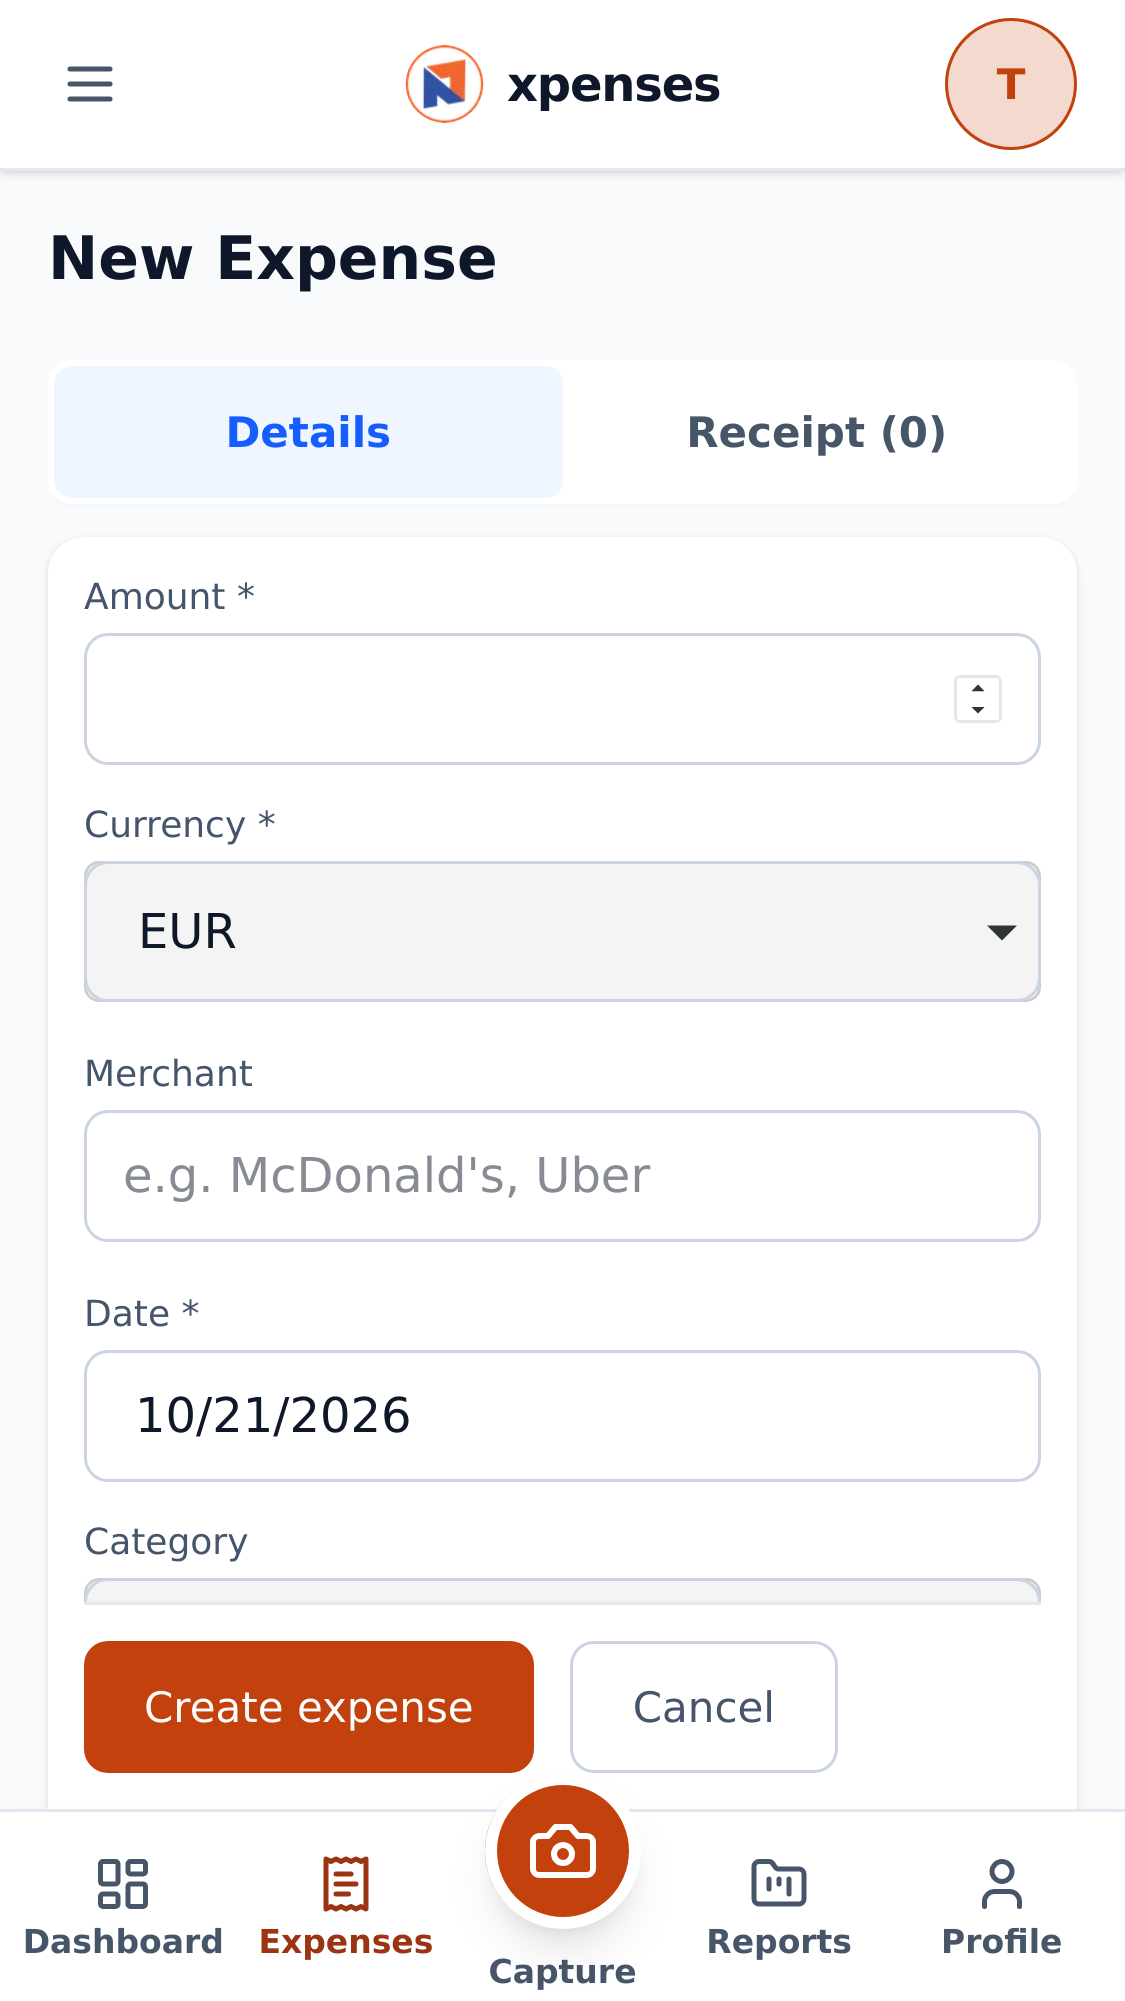 xpenses
T
New Expense
Details
Receipt (0)
Amount *
Currency *
EUR
Merchant
e.g. McDonald's, Uber
Date *
10/21/2026
Category
Create expense
Cancel
Dashboard
Expenses
Capture
Reports
Profile